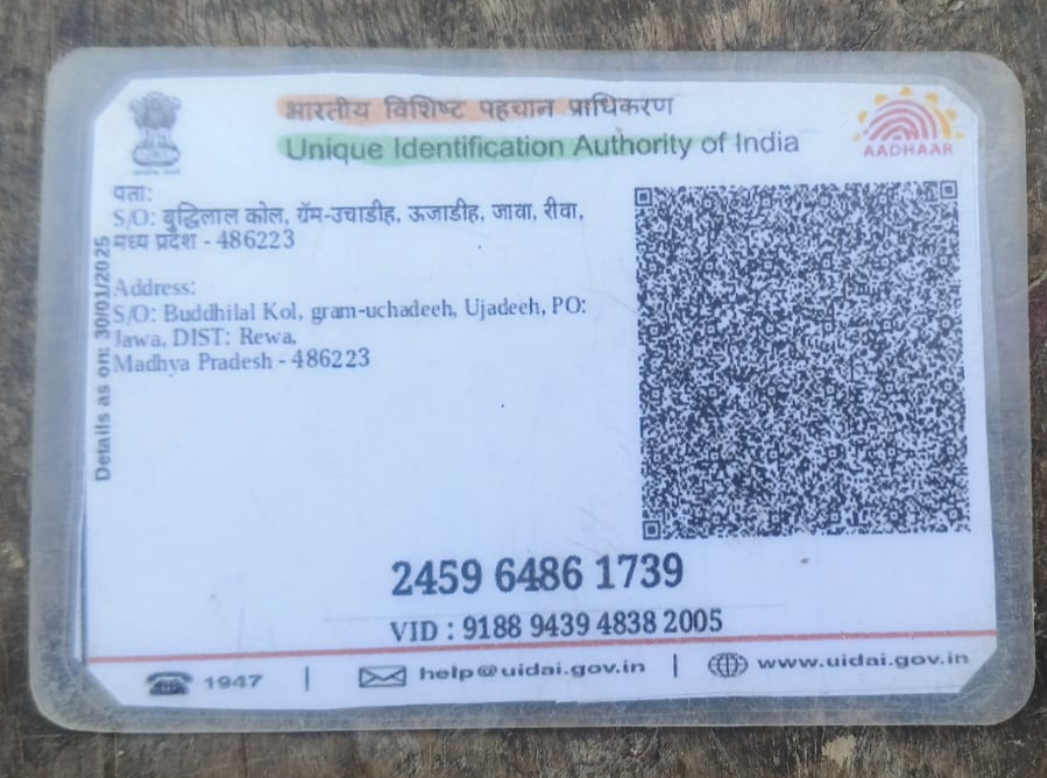 भारतीय विशिष्ट पहचान प्राधिकरण
Unique Identification Authority of India
AADHAAR
पता:
S/O: बुद्धिलाल कोल, ग्रॅम-उचाडीह, ऊजाडीह, जावा, रीवा,
मध्य प्रदेश - 486223
Address:
S/O: Buddhilal Kol, gram-uchadeeh, Ujadeeh, PO:
Jawa, DIST: Rewa,
Madhya Pradesh - 486223
Details as on: 30/01/2025
2459 6486 1739
VID : 9188 9439 4838 2005
1947 | help@uidai.gov.in | www.uidai.gov.in